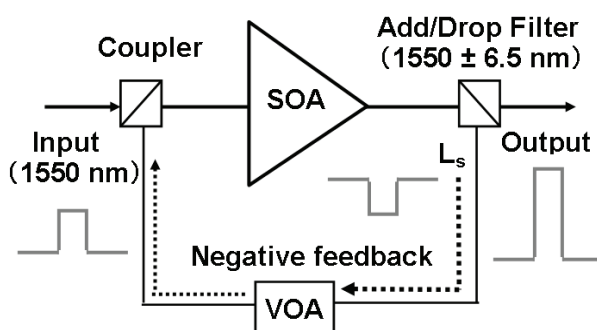 Coupler
Add/Drop Filter
(1550 ± 6.5 nm)
SOA
Input
(1550 nm)
Ls
Output
Negative feedback
VOA